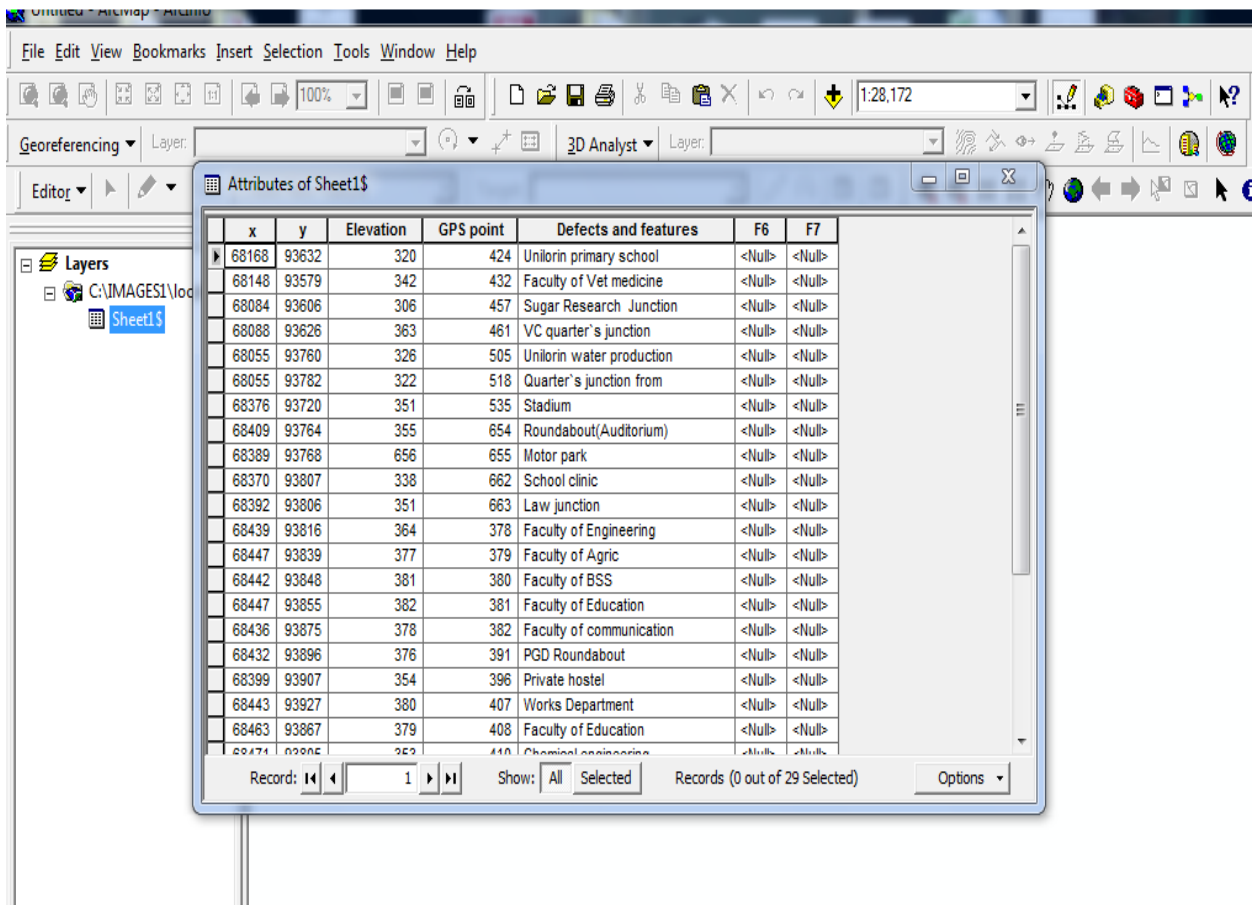 Untitled - ArcMap - ArcInfo
File Edit View Bookmarks Insert Selection Tools Window Help
100% 1:28,172
Georeferencing Layer: 3D Analyst Layer:
Editor
Attributes of Sheet1$
Layers
C:\IMAGES1\loc
Sheet1$
x y Elevation GPS point Defects and features F6 F7
68168 93632 320 424 Unilorin primary school <Null> <Null>
68148 93579 342 432 Faculty of Vet medicine <Null> <Null>
68084 93606 306 457 Sugar Research Junction <Null> <Null>
68088 93626 363 461 VC quarter`s junction <Null> <Null>
68055 93760 326 505 Unilorin water production <Null> <Null>
68055 93782 322 518 Quarter`s junction from <Null> <Null>
68376 93720 351 535 Stadium <Null> <Null>
68409 93764 355 654 Roundabout(Auditorium) <Null> <Null>
68389 93768 656 655 Motor park <Null> <Null>
68370 93807 338 662 School clinic <Null> <Null>
68392 93806 351 663 Law junction <Null> <Null>
68439 93816 364 378 Faculty of Engineering <Null> <Null>
68447 93839 377 379 Faculty of Agric <Null> <Null>
68442 93848 381 380 Faculty of BSS <Null> <Null>
68447 93855 382 381 Faculty of Education <Null> <Null>
68436 93875 378 382 Faculty of communication <Null> <Null>
68432 93896 376 391 PGD Roundabout <Null> <Null>
68399 93907 354 396 Private hostel <Null> <Null>
68443 93927 380 407 Works Department <Null> <Null>
68463 93867 379 408 Faculty of Education <Null> <Null>
68471 353 Chemical engineering <Null> <Null>
Record: 1 Show: All Selected Records (0 out of 29 Selected) Options